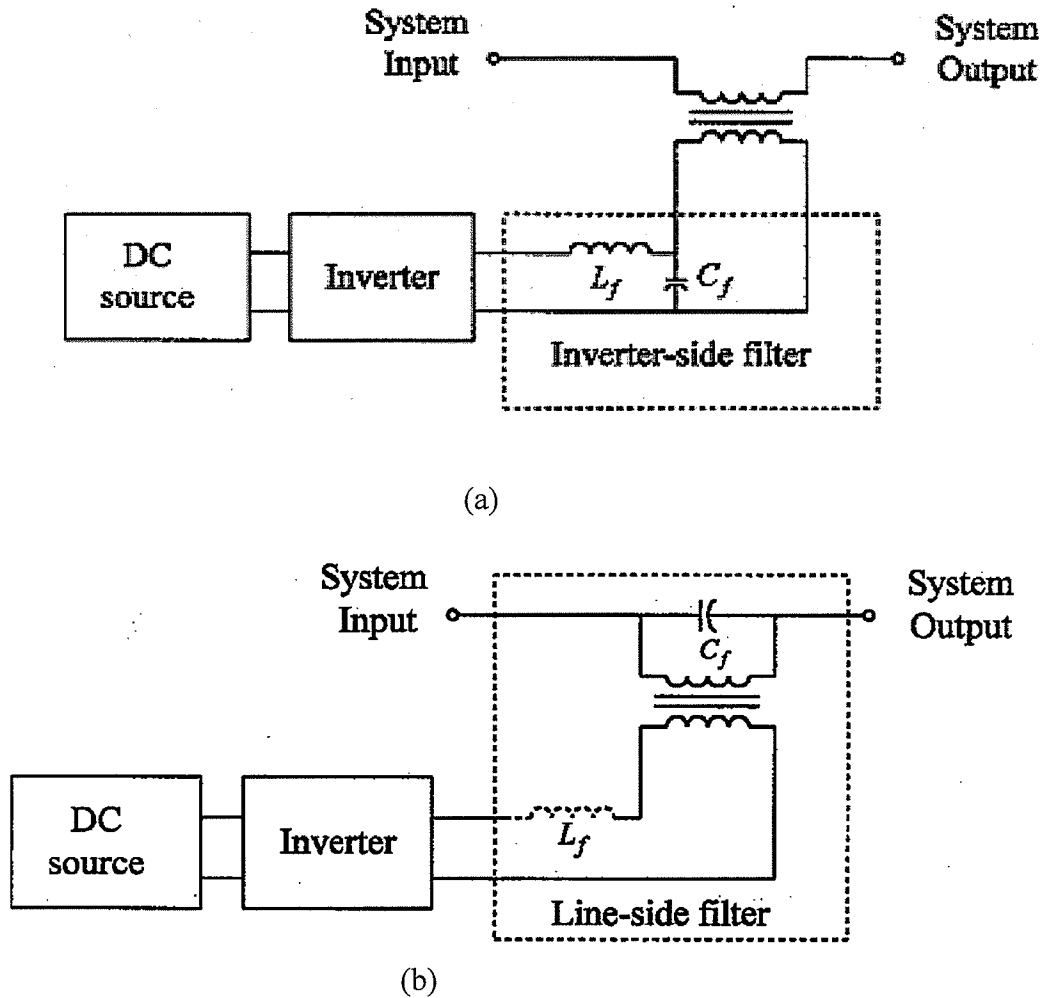 System
Input
System
Output
DC
source
Inverter
L_f
C_f
Inverter-side filter
(a)
System
Input
System
Output
C_f
DC
source
Inverter
L_f
Line-side filter
(b)